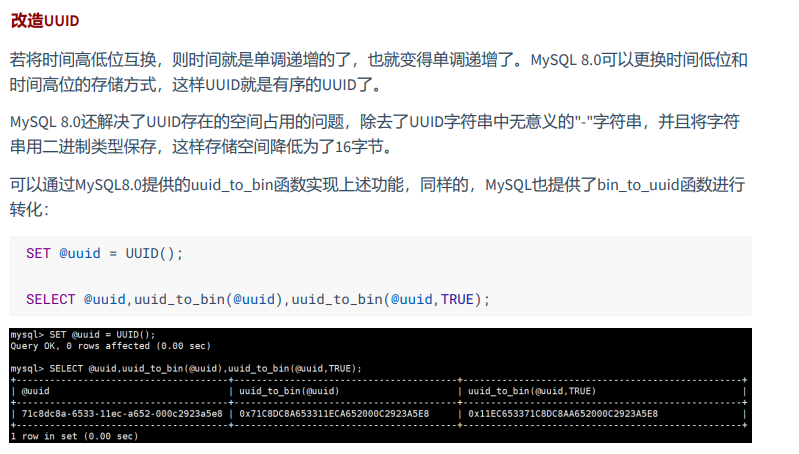 改造UUID
若将时间高低位互换，则时间就是单调递增的了，也就变得单调递增了。MySQL 8.0可以更换时间低位和
时间高位的存储方式，这样UUID就是有序的UUID了。
MySQL 8.0还解决了UUID存在的空间占用的问题，除去了UUID字符串中无意义的"-"字符串，并且将字符
串用二进制类型保存，这样存储空间降低为了16字节。
可以通过MySQL8.0提供的uuid_to_bin函数实现上述功能，同样的，MySQL也提供了bin_to_uuid函数进行
转化：
SET @uuid = UUID();
SELECT @uuid,uuid_to_bin(@uuid),uuid_to_bin(@uuid,TRUE);
mysql> SET @uuid = UUID();
Query OK, 0 rows affected (0.00 sec)
mysql> SELECT @uuid,uuid_to_bin(@uuid),uuid_to_bin(@uuid,TRUE);
| @uuid | uuid_to_bin(@uuid) | uuid_to_bin(@uuid,TRUE) |
| 71c8dc8a-6533-11ec-a652-000c2923a5e8 | 0x71C8DC8A653311ECA652000C2923A5E8 | 0x11EC653371C8DC8AA652000C2923A5E8 |
1 row in set (0.00 sec)